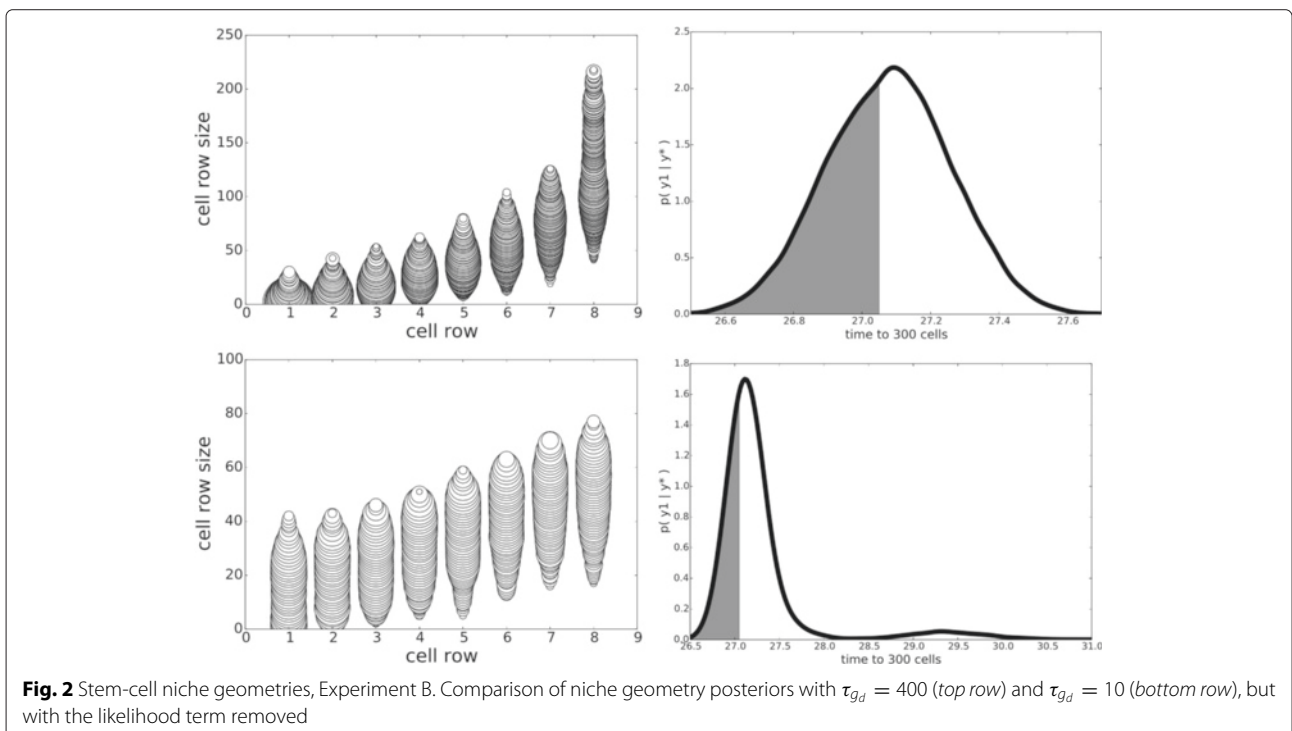 250
200
150
100
50
0
cell row size
0 1 2 3 4 5 6 7 8 9
cell row
2.5
2.0
1.5
1.0
0.5
0.0
p( y1 | y* )
26.6 26.8 27.0 27.2 27.4 27.6
time to 300 cells
100
80
60
40
20
0
cell row size
0 1 2 3 4 5 6 7 8 9
cell row
1.8
1.6
1.4
1.2
1.0
0.8
0.6
0.4
0.2
0.0
p( y1 | y* )
26.5 27.0 27.5 28.0 28.5 29.0 29.5 30.0 30.5 31.0
time to 300 cells
Fig. 2 Stem-cell niche geometries, Experiment B. Comparison of niche geometry posteriors with τ_{g_d} = 400 (top row) and τ_{g_d} = 10 (bottom row), but
with the likelihood term removed